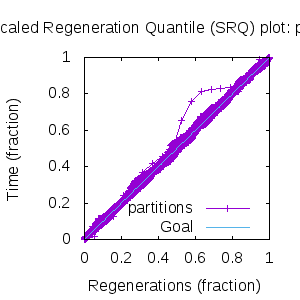 caled Regeneration Quantile (SRQ) plot: p
1
0.8
0.6
0.4
0.2
0
Time (fraction)
partitions
Goal
0 0.2 0.4 0.6 0.8 1
Regenerations (fraction)